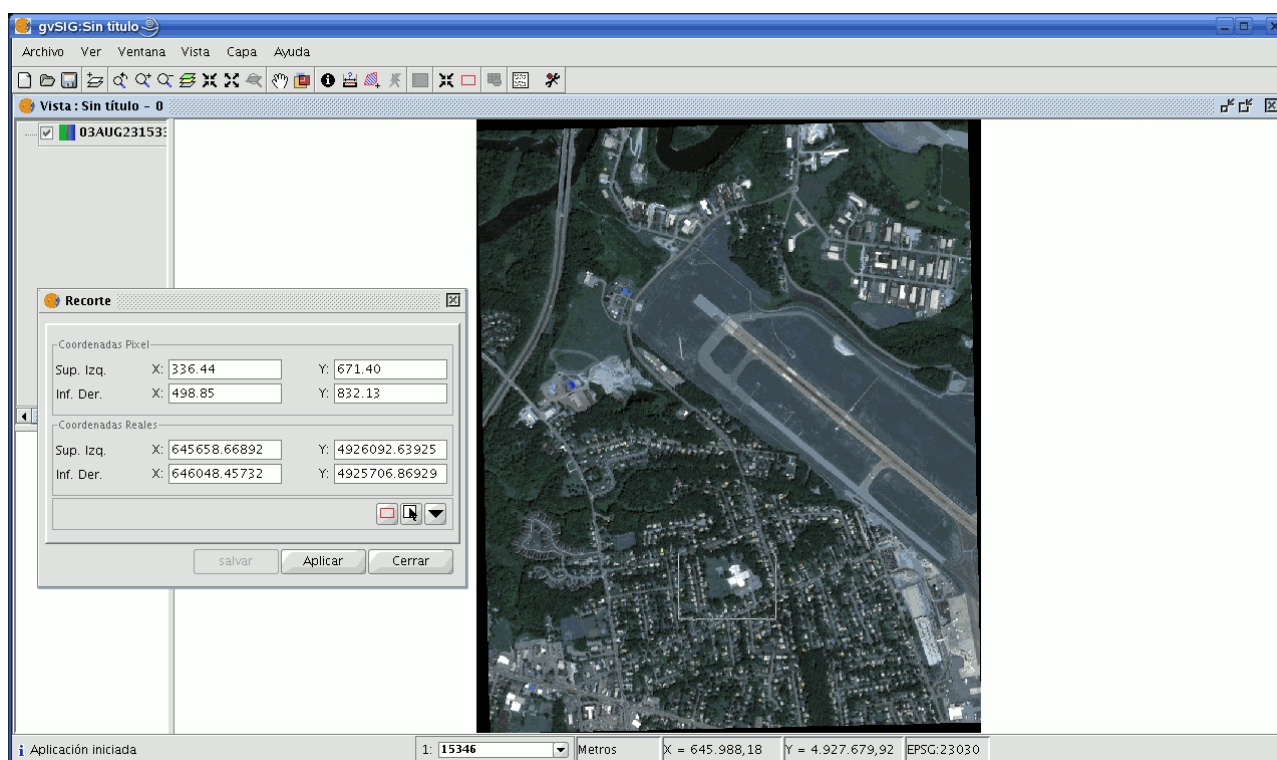 gvSIG:Sin título
Archivo Ver Ventana Vista Capa Ayuda
Vista : Sin título - 0
03AUG231533
Recorte
Coordenadas Pixel
Sup. Izq. X: 336.44 Y: 671.40
Inf. Der. X: 498.85 Y: 832.13
Coordenadas Reales
Sup. Izq. X: 645658.66892 Y: 4926092.63925
Inf. Der. X: 646048.45732 Y: 4925706.86929
salvar Aplicar Cerrar
Aplicación iniciada 1: 15346 Metros X = 645.988,18 Y = 4.927.679,92 EPSG:23030